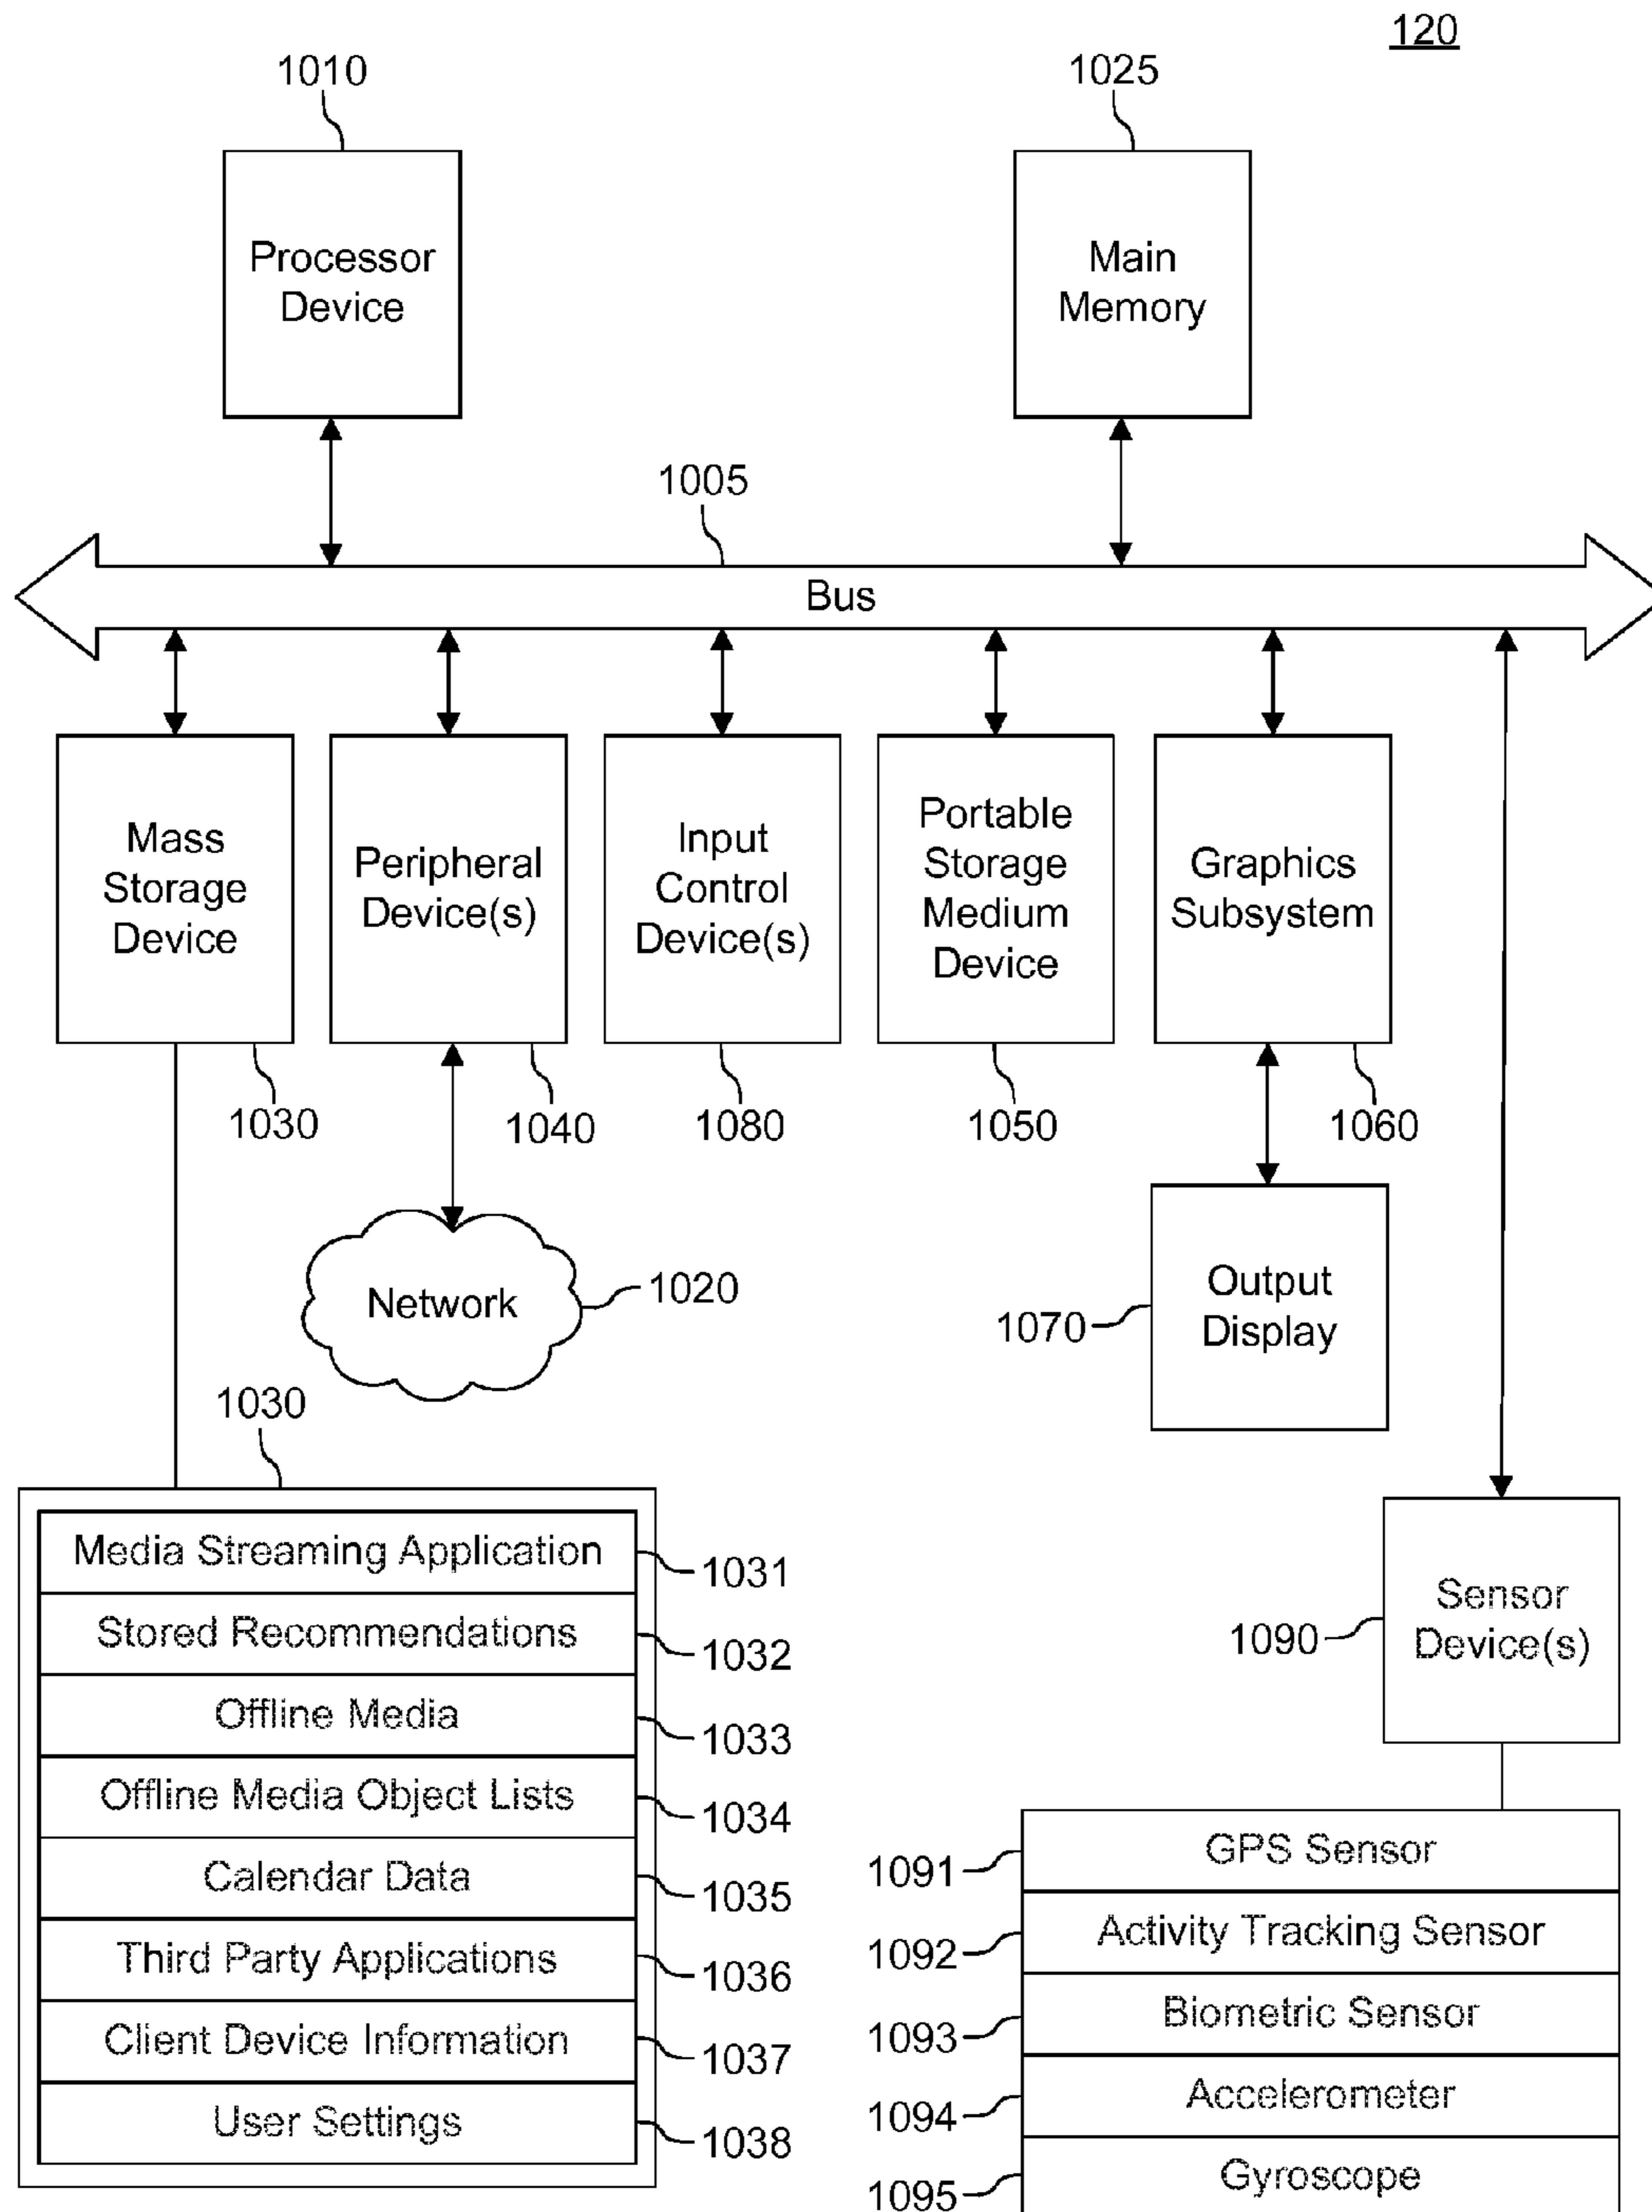 120
1010
1025
Processor
Device
Main
Memory
1005
Bus
Mass
Storage
Device
Peripheral
Device(s)
Input
Control
Device(s)
Portable
Storage
Medium
Device
Graphics
Subsystem
1030
1040
1080
1050
1060
Network
1020
Output
Display
1070
1030
Media Streaming Application
1031
Stored Recommendations
1032
Offline Media
1033
Offline Media Object Lists
1034
Calendar Data
1035
Third Party Applications
1036
Client Device Information
1037
User Settings
1038
Sensor
Device(s)
1090
GPS Sensor
1091
Activity Tracking Sensor
1092
Biometric Sensor
1093
Accelerometer
1094
Gyroscope
1095